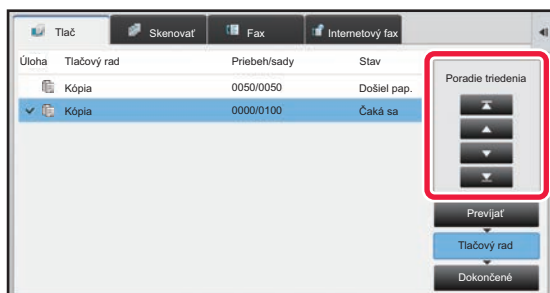 Tlač Skenovať Fax Internetový fax
Úloha Tlačový rad Priebeh/sady Stav
Kópia 0050/0050 Došiel pap.
Kópia 0000/0100 Čaká sa
Poradie triedenia
Prevíjať
Tlačový rad
Dokončené